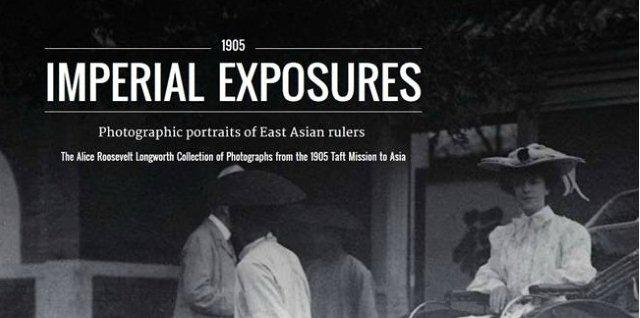 1905
IMPERIAL EXPOSURES
Photographic portraits of East Asian rulers
The Alice Roosevelt Longworth Collection of Photographs from the 1905 Taft Mission to Asia